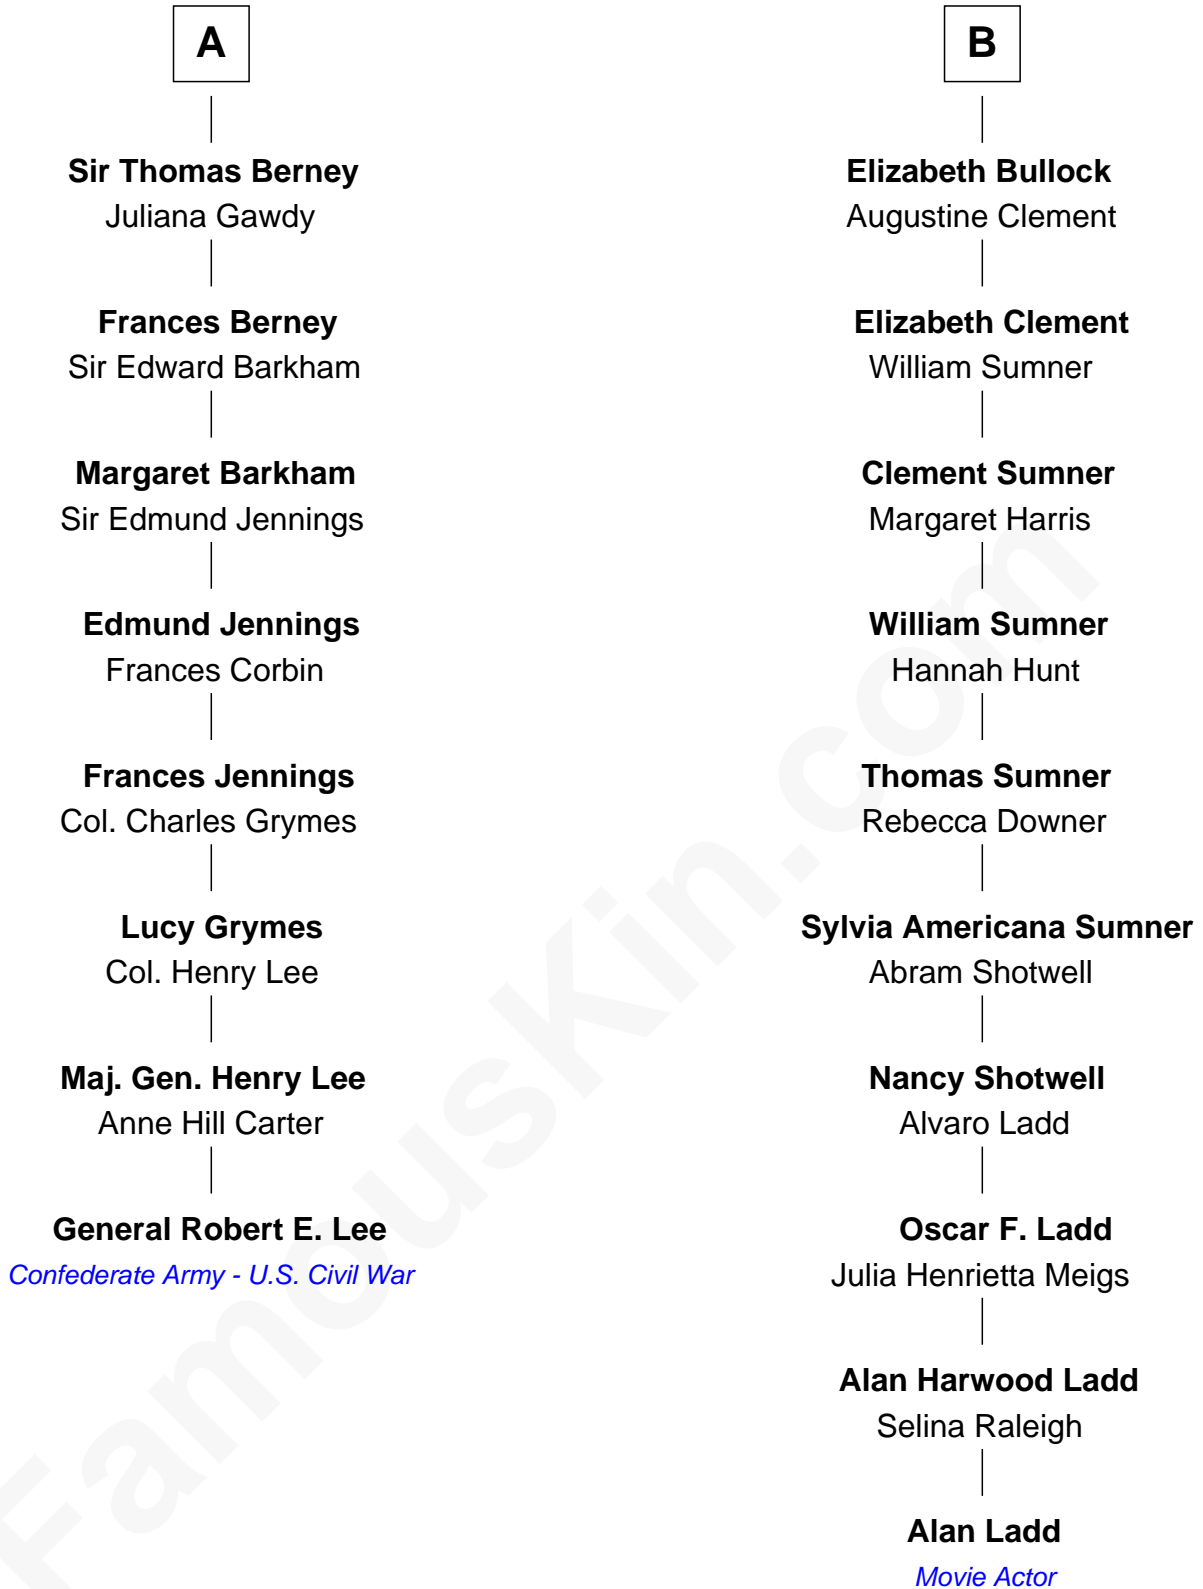 A
Sir Thomas Berney
Juliana Gawdy
Frances Berney
Sir Edward Barkham
Margaret Barkham
Sir Edmund Jennings
Edmund Jennings
Frances Corbin
Frances Jennings
Col. Charles Grymes
Lucy Grymes
Col. Henry Lee
Maj. Gen. Henry Lee
Anne Hill Carter
General Robert E. Lee
Confederate Army - U.S. Civil War
B
Elizabeth Bullock
Augustine Clement
Elizabeth Clement
William Sumner
Clement Sumner
Margaret Harris
William Sumner
Hannah Hunt
Thomas Sumner
Rebecca Downer
Sylvia Americana Sumner
Abram Shotwell
Nancy Shotwell
Alvaro Ladd
Oscar F. Ladd
Julia Henrietta Meigs
Alan Harwood Ladd
Selina Raleigh
Alan Ladd
Movie Actor
FamousKin.com